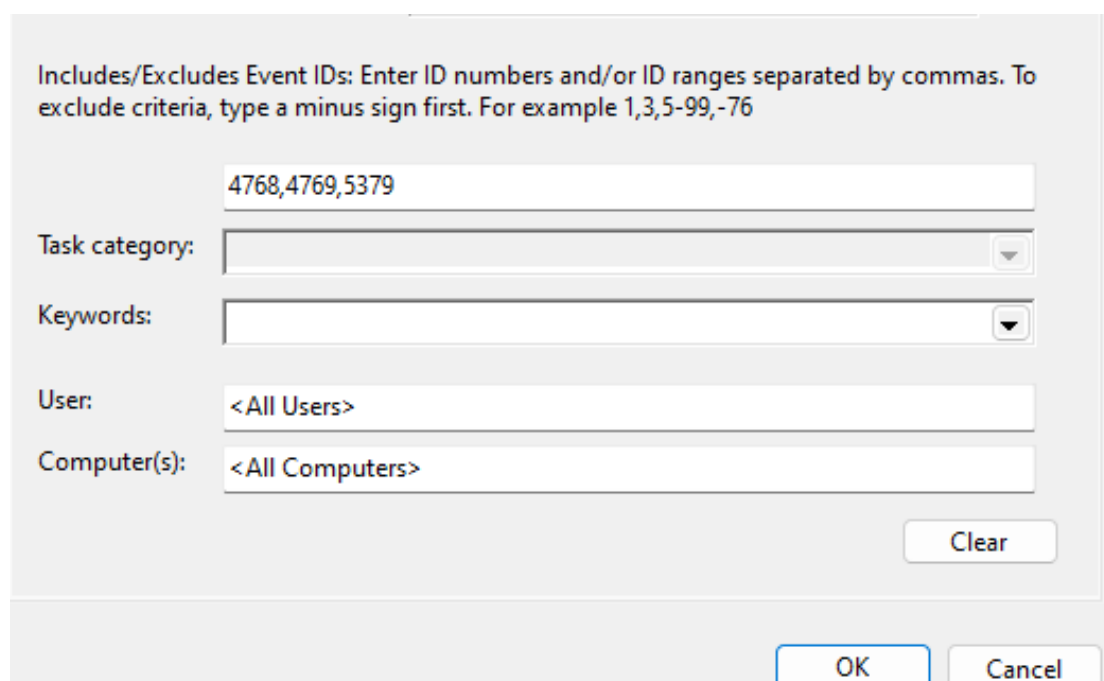 Includes/Excludes Event IDs: Enter ID numbers and/or ID ranges separated by commas. To
exclude criteria, type a minus sign first. For example 1,3,5-99,-76
4768,4769,5379
Task category:
Keywords:
User:
<All Users>
Computer(s):
<All Computers>
Clear
OK
Cancel